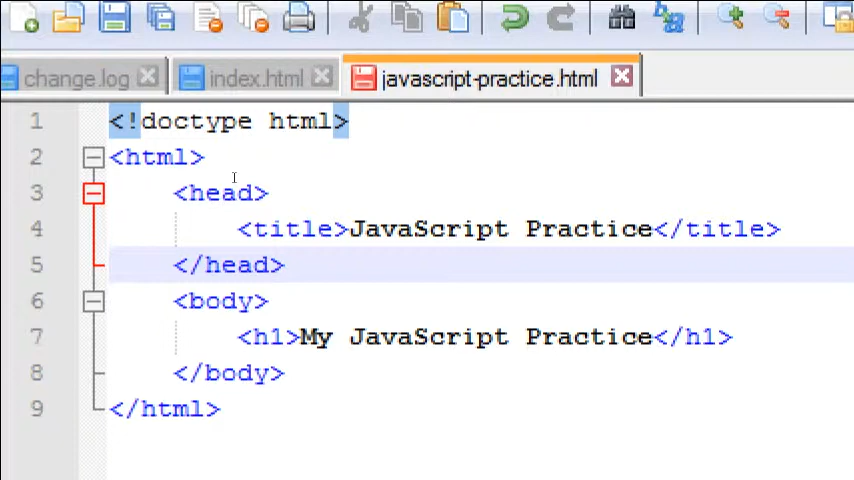 change.log index.html javascript-practice.html
1 <!doctype html>
2 <html>
3 <head>
4 <title>JavaScript Practice</title>
5 </head>
6 <body>
7 <h1>My JavaScript Practice</h1>
8 </body>
9 </html>